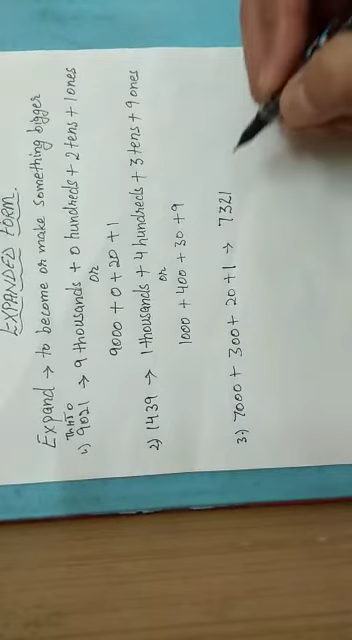 EXPANDED FORM.
Expand → to become or make something bigger
Th H T O
1.) 9021 → 9 thousands + 0 hundreds + 2 tens + 1 ones
or
9000 + 0 + 20 + 1
2) 1439 → 1 thousands + 4 hundreds + 3 tens + 9 ones
or
1000 + 400 + 30 + 9
3.) 7000 + 300 + 20 + 1 → 7321